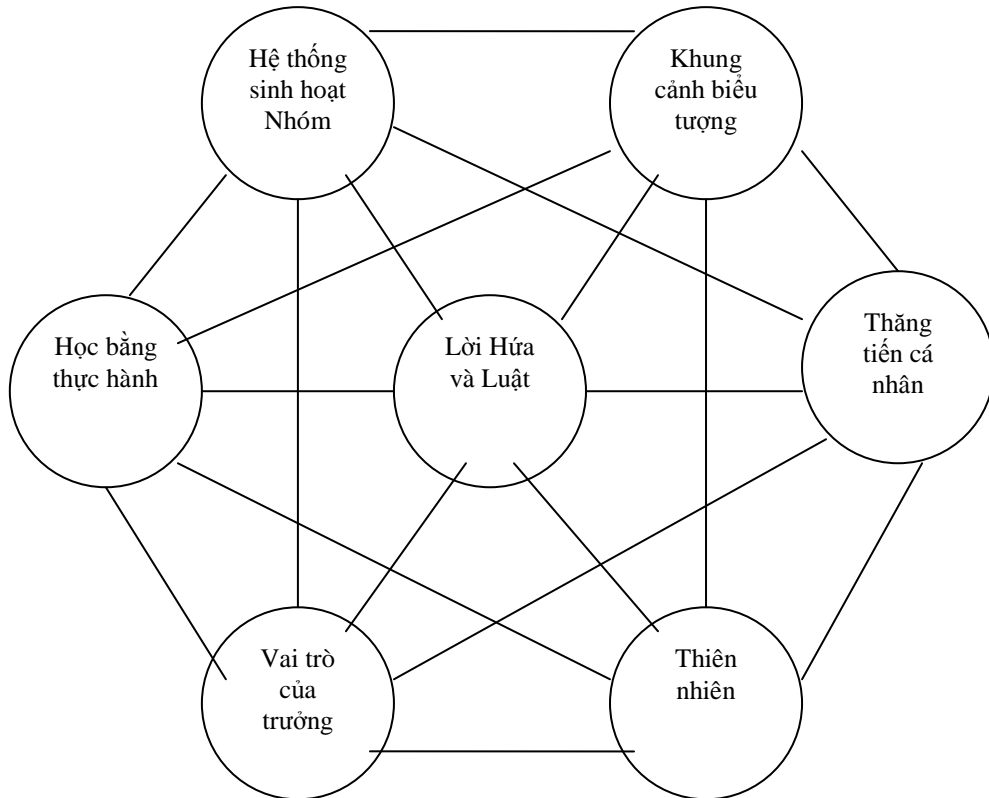 Hệ thống
sinh hoạt
Nhóm
Khung
cảnh biểu
tượng
Học bằng
thực hành
Lời Hứa
và Luật
Thăng
tiến cá
nhân
Vai trò
của
trưởng
Thiên
nhiên